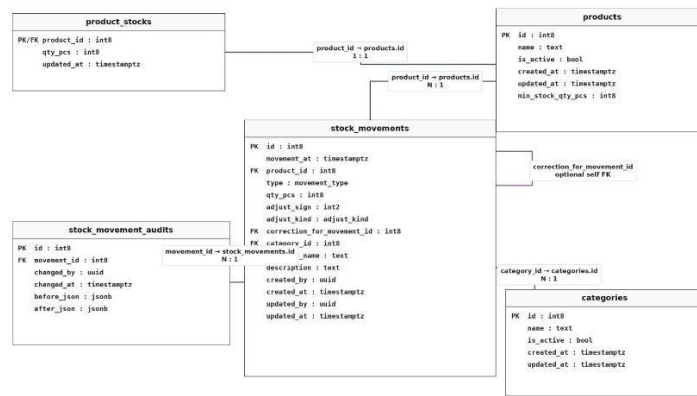 product_stocks
PK/FK product_id : int8
qty_pcs : int8
updated_at : timestamptz
product_id → products.id
1 : 1
products
PK id : int8
name : text
is_active : bool
created_at : timestamptz
updated_at : timestamptz
min_stock_qty_pcs : int8
product_id → products.id
N : 1
stock_movements
PK id : int8
movement_at : timestamptz
FK product_id : int8
type : movement_type
qty_pcs : int8
adjust_sign : int2
adjust_kind : adjust_kind
FK correction_for_movement_id : int8
FK category_id : int8
_name : text
description : text
created_by : uuid
created_at : timestamptz
updated_by : uuid
updated_at : timestamptz
correction_for_movement_id
optional self FK
stock_movement_audits
PK id : int8
FK movement_id : int8
changed_by : uuid
changed_at : timestamptz
before_json : jsonb
after_json : jsonb
movement_id → stock_movements.id
N : 1
category_id → categories.id
N : 1
categories
PK id : int8
name : text
is_active : bool
created_at : timestamptz
updated_at : timestamptz